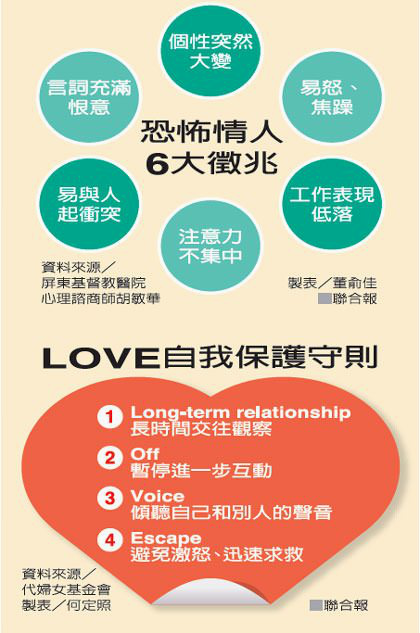 個性突然
大變
言詞充滿
恨意
易怒、
焦躁
恐怖情人
6大徵兆
易與人
起衝突
工作表現
低落
注意力
不集中
資料來源／
屏東基督教醫院
心理諮商師胡敏華
製表／董俞佳
聯合報
LOVE自我保護守則
1 Long-term relationship
長時間交往觀察
2 Off
暫停進一步互動
3 Voice
傾聽自己和別人的聲音
4 Escape
避免激怒、迅速求救
資料來源／
代婦女基金會
製表／何定照
聯合報